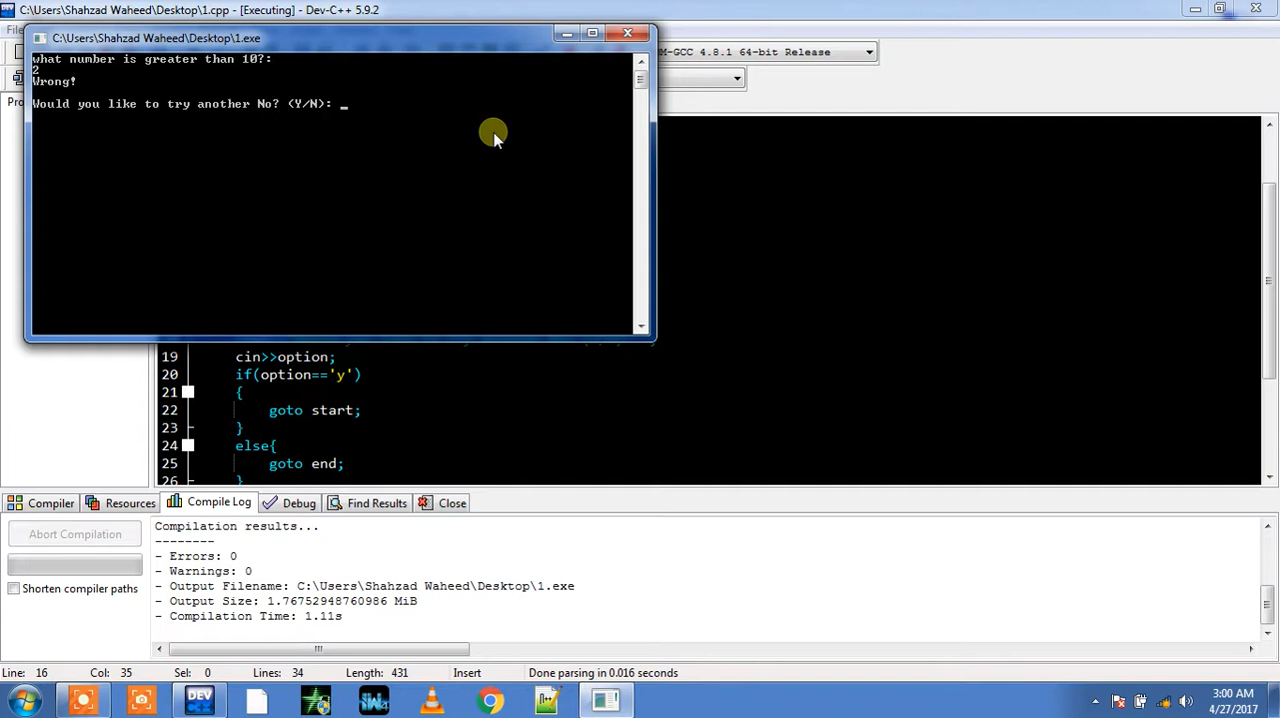 C:\Users\Shahzad Waheed\Desktop\1.cpp - [Executing] - Dev-C++ 5.9.2
C:\Users\Shahzad Waheed\Desktop\1.exe
M-GCC 4.8.1 64-bit Release
what number is greater than 10?:
2
Wrong!
Would you like to try another No? (Y/N): _
19 cin>>option;
20 if(option=='y')
21 {
22 goto start;
23 }
24 else{
25 goto end;
26 }
Compiler Resources Compile Log Debug Find Results Close
Abort Compilation
Shorten compiler paths
Compilation results...
--------
- Errors: 0
- Warnings: 0
- Output Filename: C:\Users\Shahzad Waheed\Desktop\1.exe
- Output Size: 1.76752948760986 MiB
- Compilation Time: 1.11s
Line: 16 Col: 35 Sel: 0 Lines: 34 Length: 431 Insert Done parsing in 0.016 seconds
DEV
3:00 AM
4/27/2017